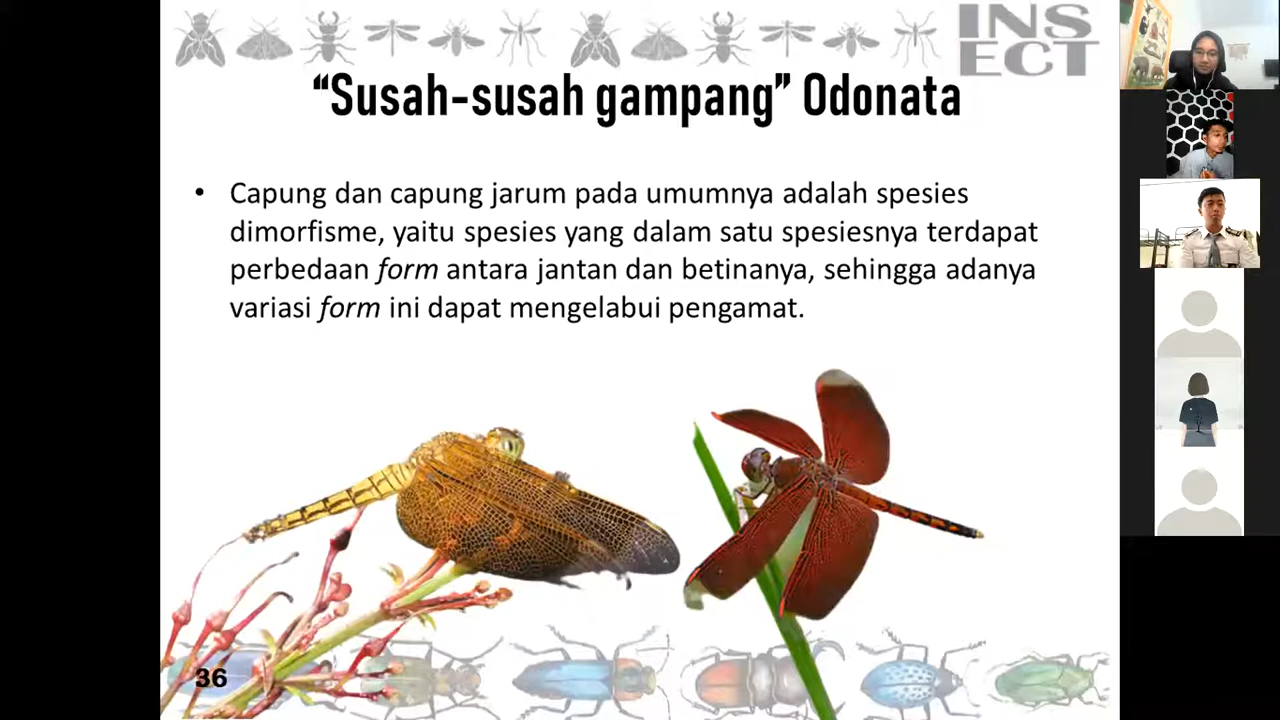 INS
ECT
“Susah-susah gampang” Odonata
• Capung dan capung jarum pada umumnya adalah spesies
dimorfisme, yaitu spesies yang dalam satu spesiesnya terdapat
perbedaan form antara jantan dan betinanya, sehingga adanya
variasi form ini dapat mengelabui pengamat.
36